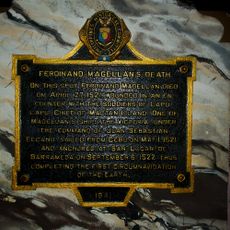 FERDINAND MAGELLAN'S DEATH
ON THIS SPOT FERDINAND MAGELLAN DIED
ON APRIL 27, 1521, WOUNDED IN AN EN
COUNTER WITH THE SOLDIERS OF LAPU
LAPU, CHIEF OF MACTAN ISLAND. ONE OF
MAGELLAN'S SHIPS, THE VICTORIA, UNDER
THE COMMAND OF JUAN SEBASTIAN
ELCANO, SAILED FROM CEBU ON MAY 1, 1521,
AND ANCHORED AT SAN LUCAR DE
BARRAMEDA ON SEPTEMBER 6, 1522, THUS
COMPLETING THE FIRST CIRCUMNAVIGATION
OF THE EARTH.
1941